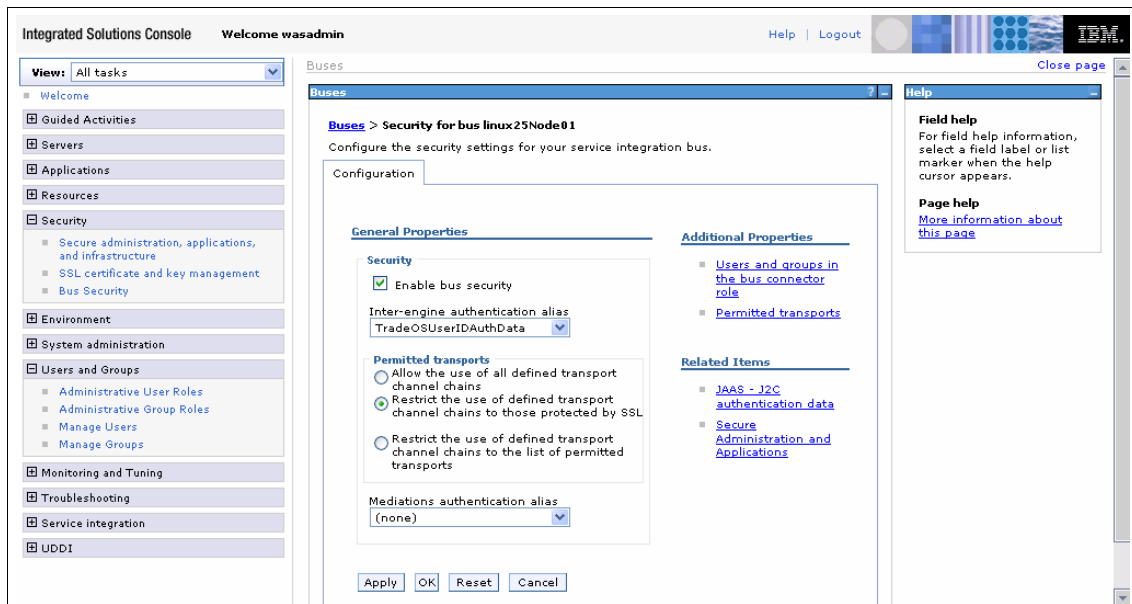 Integrated Solutions Console
Welcome wasadmin
Help | Logout
IBM.
View: All tasks
Welcome
Guided Activities
Servers
Applications
Resources
Security
Secure administration, applications,
and infrastructure
SSL certificate and key management
Bus Security
Environment
System administration
Users and Groups
Administrative User Roles
Administrative Group Roles
Manage Users
Manage Groups
Monitoring and Tuning
Troubleshooting
Service integration
UDDI
Buses
Close page
Buses
?
Buses > Security for bus linux25Node01
Configure the security settings for your service integration bus.
Configuration
General Properties
Security
Enable bus security
Inter-engine authentication alias
TradeOSUserIDAuthData
Permitted transports
Allow the use of all defined transport
channel chains
Restrict the use of defined transport
channel chains to those protected by SSL
Restrict the use of defined transport
channel chains to the list of permitted
transports
Mediations authentication alias
(none)
Apply
OK
Reset
Cancel
Additional Properties
Users and groups in
the bus connector
role
Permitted transports
Related Items
JAAS - J2C
authentication data
Secure
Administration and
Applications
Help
Field help
For field help information,
select a field label or list
marker when the help
cursor appears.
Page help
More information about
this page